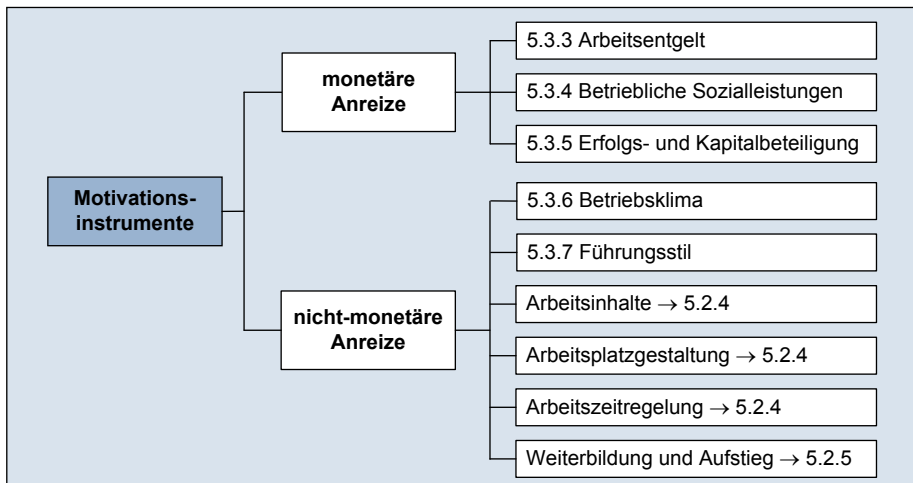 5.3.3 Arbeitsentgelt
monetäre
Anreize
5.3.4 Betriebliche Sozialleistungen
5.3.5 Erfolgs- und Kapitalbeteiligung
Motivations-
instrumente
5.3.6 Betriebsklima
5.3.7 Führungsstil
nicht-monetäre
Anreize
Arbeitsinhalte → 5.2.4
Arbeitsplatzgestaltung → 5.2.4
Arbeitszeitregelung → 5.2.4
Weiterbildung und Aufstieg → 5.2.5